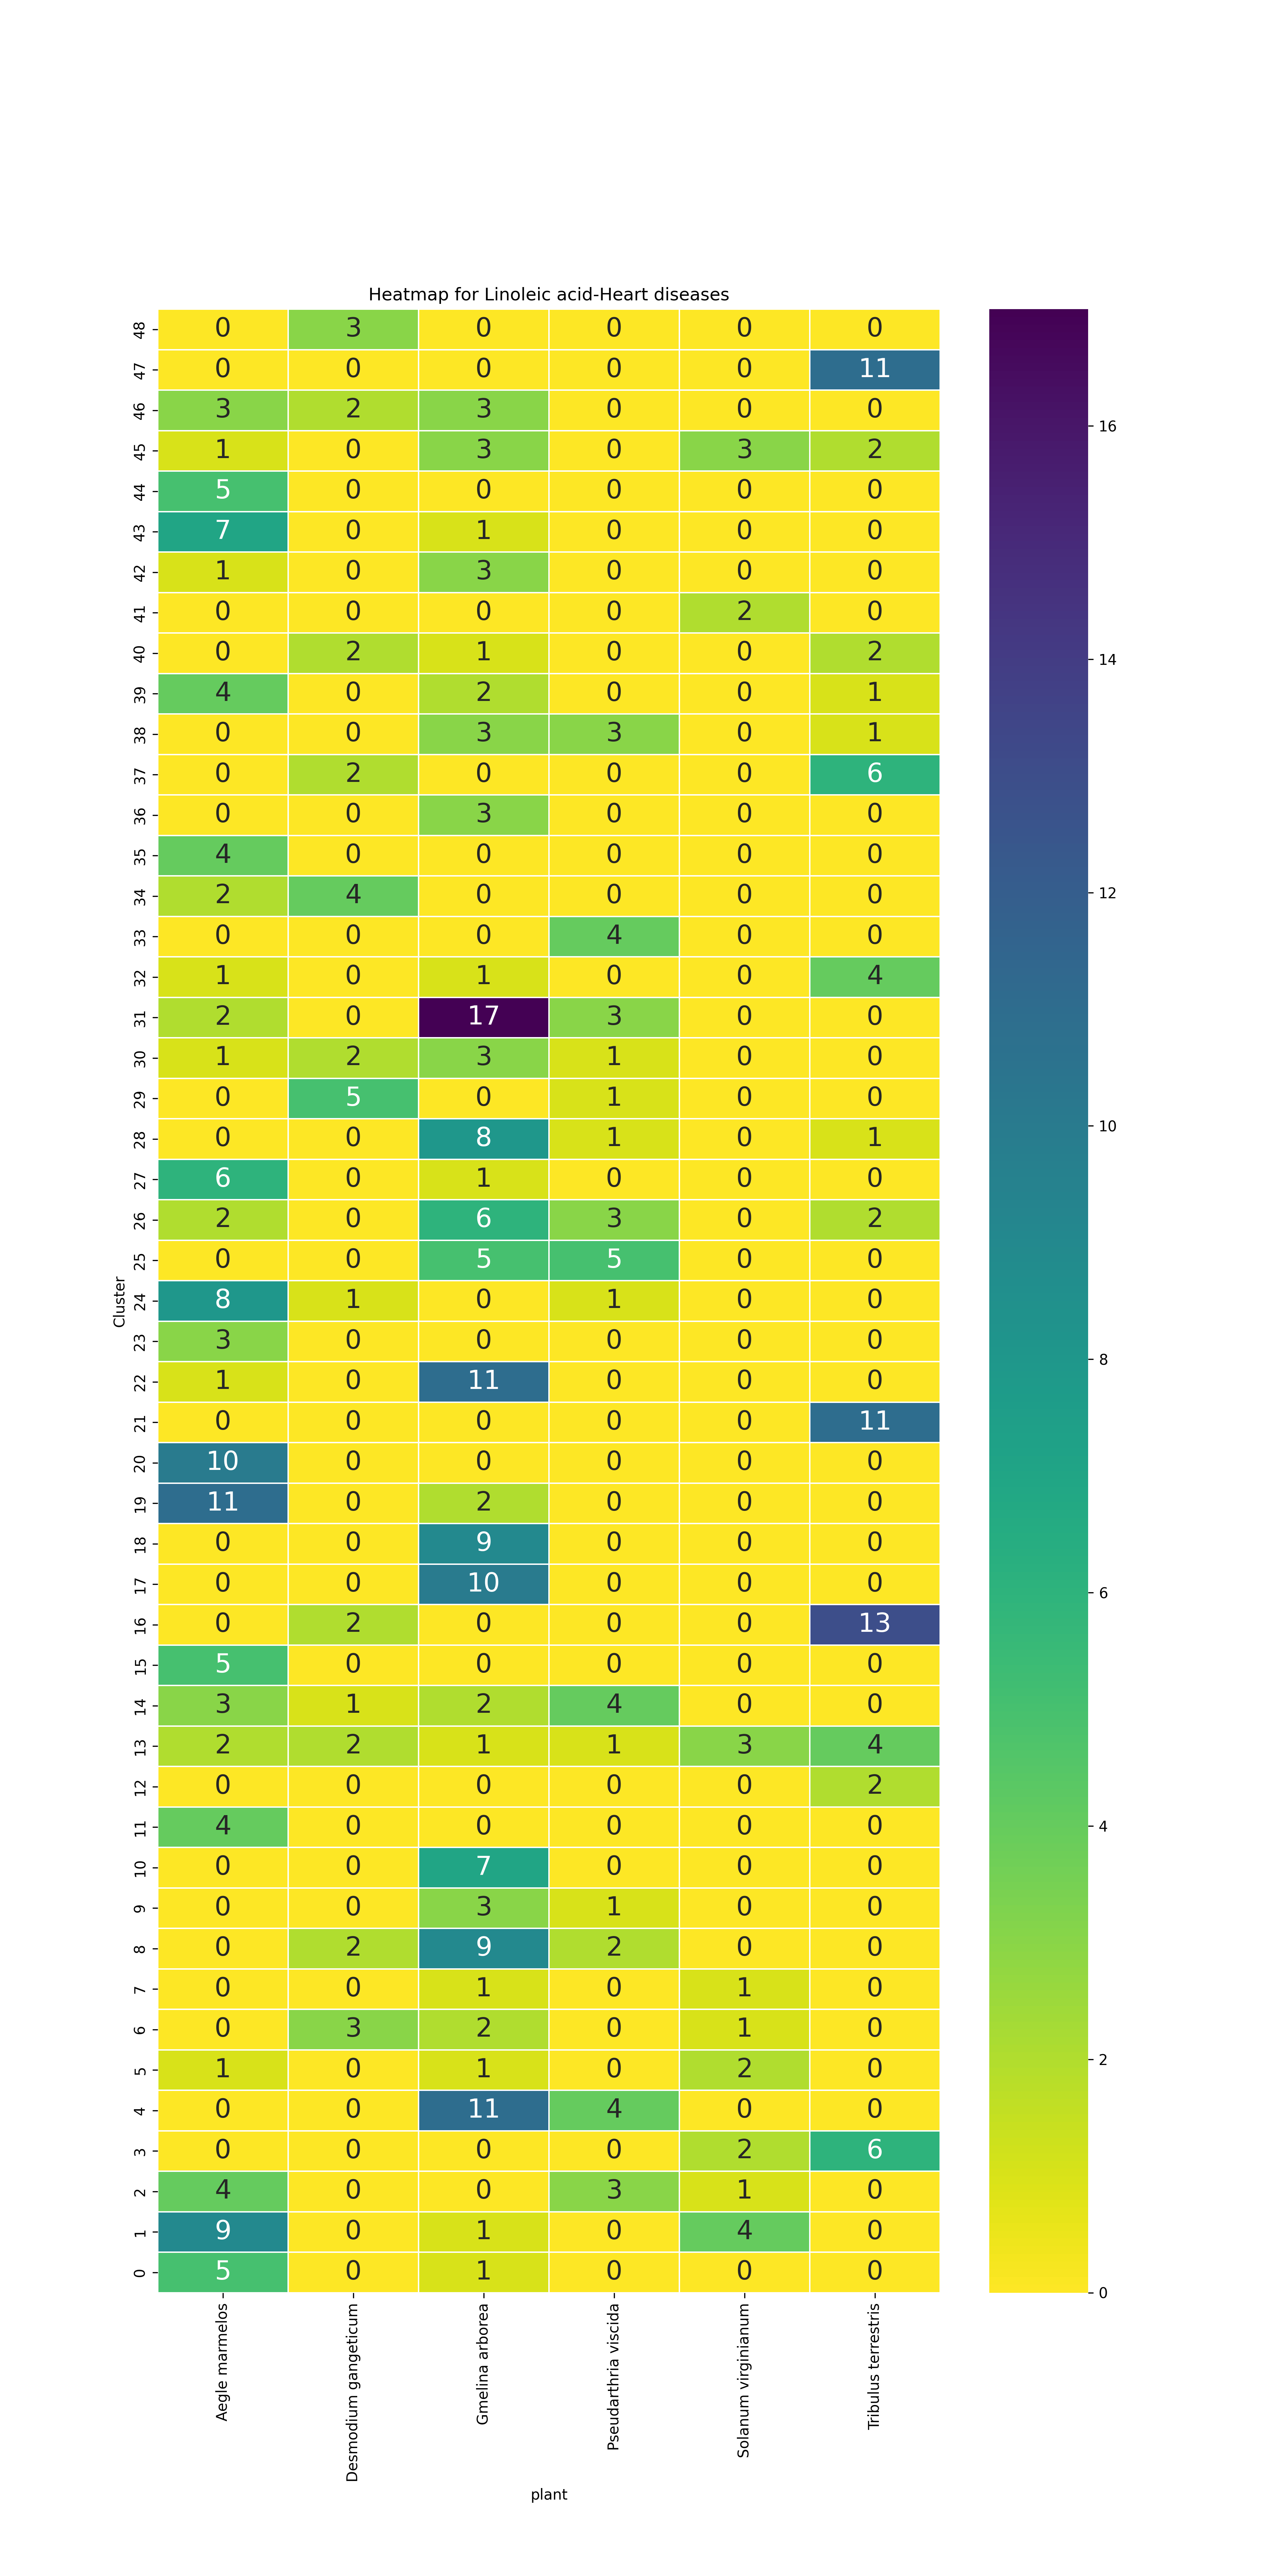 Heatmap for Linoleic acid-Heart diseases
48 0 3 0 0 0 0
47 0 0 0 0 0 11
46 3 2 3 0 0 0
45 1 0 3 0 3 2
44 5 0 0 0 0 0
43 7 0 1 0 0 0
42 1 0 3 0 0 0
41 0 0 0 0 2 0
40 0 2 1 0 0 2
39 4 0 2 0 0 1
38 0 0 3 3 0 1
37 0 2 0 0 0 6
36 0 0 3 0 0 0
35 4 0 0 0 0 0
34 2 4 0 0 0 0
33 0 0 0 4 0 0
32 1 0 1 0 0 4
31 2 0 17 3 0 0
30 1 2 3 1 0 0
29 0 5 0 1 0 0
28 0 0 8 1 0 1
27 6 0 1 0 0 0
26 2 0 6 3 0 2
25 0 0 5 5 0 0
24 8 1 0 1 0 0
23 3 0 0 0 0 0
22 1 0 11 0 0 0
21 0 0 0 0 0 11
20 10 0 0 0 0 0
19 11 0 2 0 0 0
18 0 0 9 0 0 0
17 0 0 10 0 0 0
16 0 2 0 0 0 13
15 5 0 0 0 0 0
14 3 1 2 4 0 0
13 2 2 1 1 3 4
12 0 0 0 0 0 2
11 4 0 0 0 0 0
10 0 0 7 0 0 0
9 0 0 3 1 0 0
8 0 2 9 2 0 0
7 0 0 1 0 1 0
6 0 3 2 0 1 0
5 1 0 1 0 2 0
4 0 0 11 4 0 0
3 0 0 0 0 2 6
2 4 0 0 3 1 0
1 9 0 1 0 4 0
0 5 0 1 0 0 0
Cluster
Aegle marmelos
Desmodium gangeticum
Gmelina arborea
Pseudarthria viscida
Solanum virginianum
Tribulus terrestris
plant
16
14
12
10
8
6
4
2
0